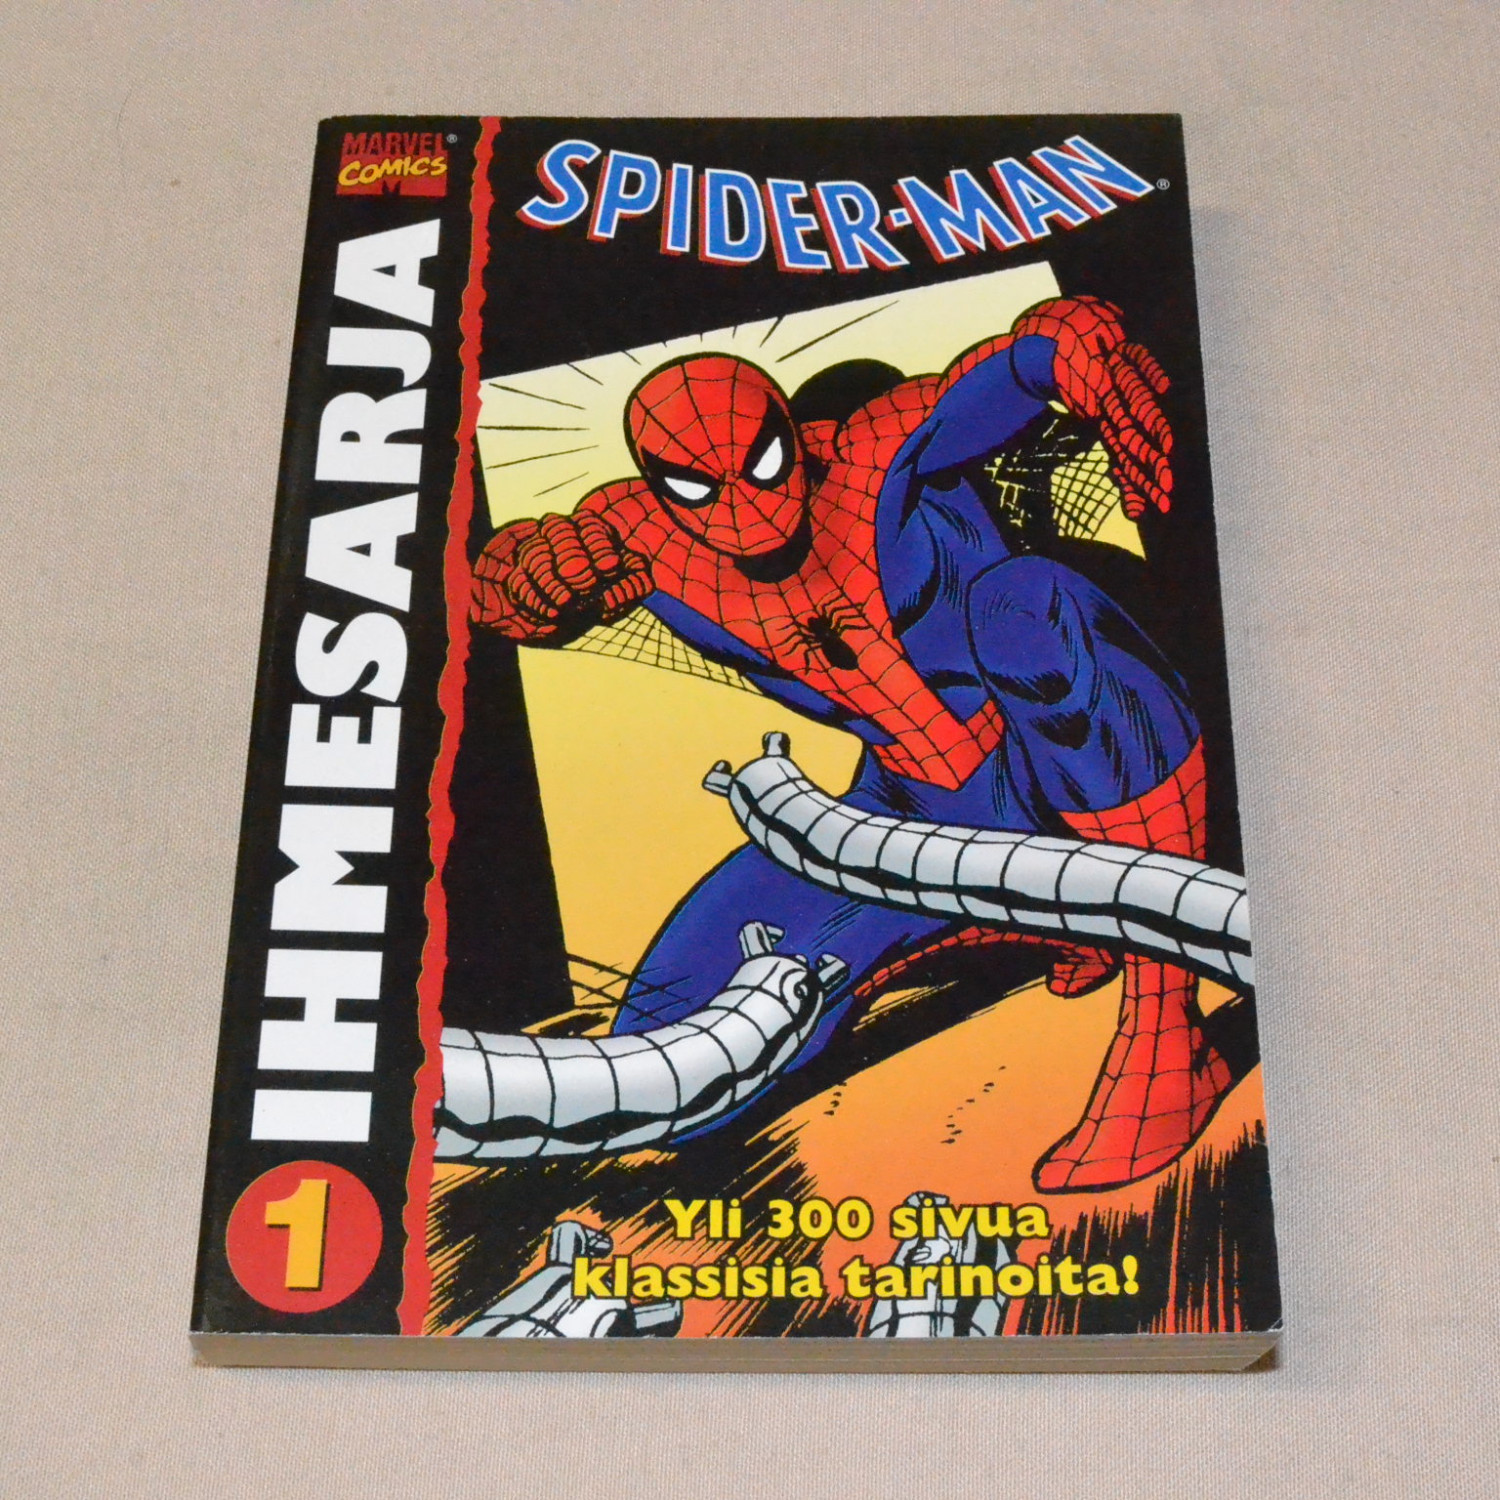 MARVEL®
COMICS
SPIDER-MAN®
IHMESARJA
1
Yli 300 sivua
klassisia tarinoita!